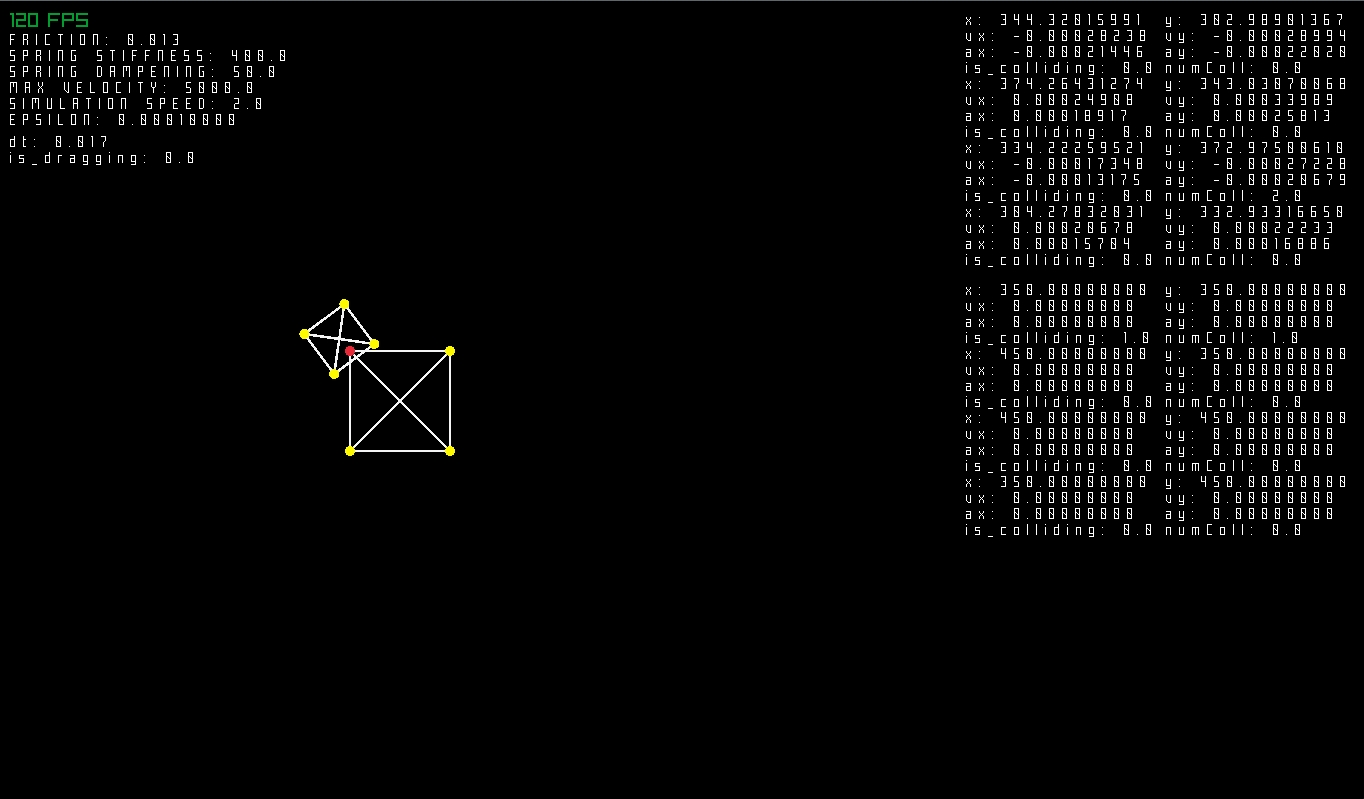 120 FPS
FRICTION: 0.013
SPRING STIFFNESS: 400.0
SPRING DAMPENING: 50.0
MAX VELOCITY: 5000.0
SIMULATION SPEED: 2.0
EPSILON: 0.00010000
dt: 0.017
is_dragging: 0.0
x: 344.32015991 y: 302.98901367
vx: -0.00028238 vy: -0.00028994
ax: -0.00021446 ay: -0.00022020
is_colliding: 0.0 numColl: 0.0
x: 374.26431274 y: 343.03070068
vx: 0.00024908 vy: 0.00033989
ax: 0.00018917 ay: 0.00025813
is_colliding: 0.0 numColl: 0.0
x: 334.22259521 y: 372.97500610
vx: -0.00017348 vy: -0.00027228
ax: -0.00013175 ay: -0.00020679
is_colliding: 0.0 numColl: 2.0
x: 304.27832031 y: 332.93316650
vx: 0.00020678 vy: 0.00022233
ax: 0.00015704 ay: 0.00016886
is_colliding: 0.0 numColl: 0.0
x: 350.00000000 y: 350.00000000
vx: 0.00000000 vy: 0.00000000
ax: 0.00000000 ay: 0.00000000
is_colliding: 1.0 numColl: 1.0
x: 450.00000000 y: 350.00000000
vx: 0.00000000 vy: 0.00000000
ax: 0.00000000 ay: 0.00000000
is_colliding: 0.0 numColl: 0.0
x: 450.00000000 y: 450.00000000
vx: 0.00000000 vy: 0.00000000
ax: 0.00000000 ay: 0.00000000
is_colliding: 0.0 numColl: 0.0
x: 350.00000000 y: 450.00000000
vx: 0.00000000 vy: 0.00000000
ax: 0.00000000 ay: 0.00000000
is_colliding: 0.0 numColl: 0.0